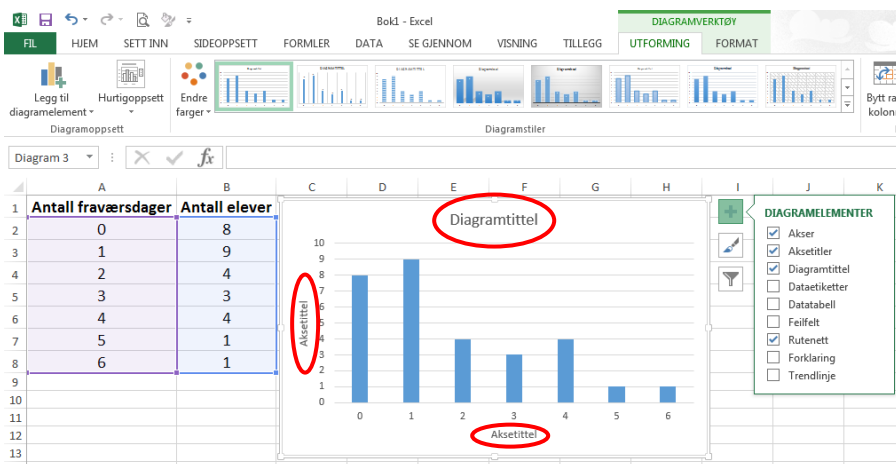 Bok1 - Excel
DIAGRAMVERKTØY
FIL HJEM SETT INN SIDEOPPSETT FORMLER DATA SE GJENNOM VISNING TILLEGG UTFORMING FORMAT
Legg til
diagramelement
Hurtigoppsett
Endre
farger
Bytt ra
kolon
Diagramoppsett
Diagramstiler
Diagram 3
fx
A B C D E F G H I J K
1 Antall fraværsdager Antall elever
2 0 8
3 1 9
4 2 4
5 3 3
6 4 4
7 5 1
8 6 1
9
10
11
12
13
Diagramtittel
Aksetittel
10
9
8
7
6
5
4
3
2
1
0
0 1 2 3 4 5 6
Aksetittel
DIAGRAMELEMENTER
Akser
Aksetitler
Diagramtittel
Dataetiketter
Datatabell
Feilfelt
Rutenett
Forklaring
Trendlinje